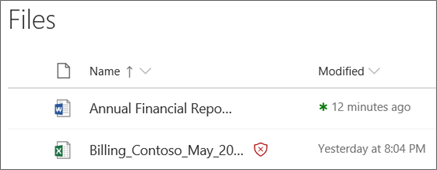 Files
Name Modified
Annual Financial Repo... 12 minutes ago
Billing_Contoso_May_20... Yesterday at 8:04 PM